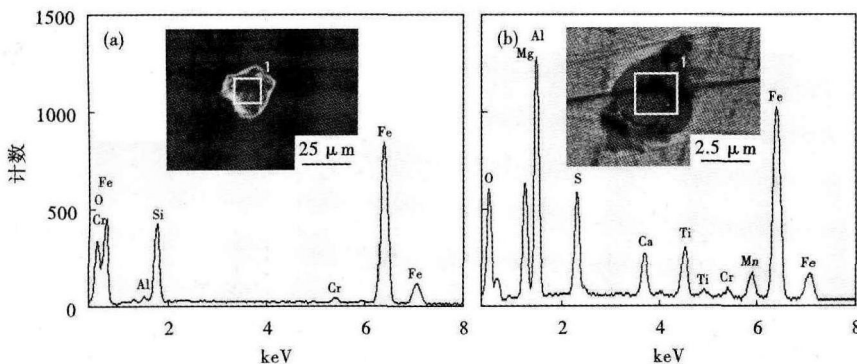 1500
1000
500
0
计数
(a)
1
25 μm
Fe
O
Cr
Al
Si
Cr
Fe
Fe
2
4
6
8
keV
(b)
Al
Mg
1
2.5 μm
O
S
Ca
Ti
Ti
Cr
Mn
Fe
Fe
2
4
6
8
keV